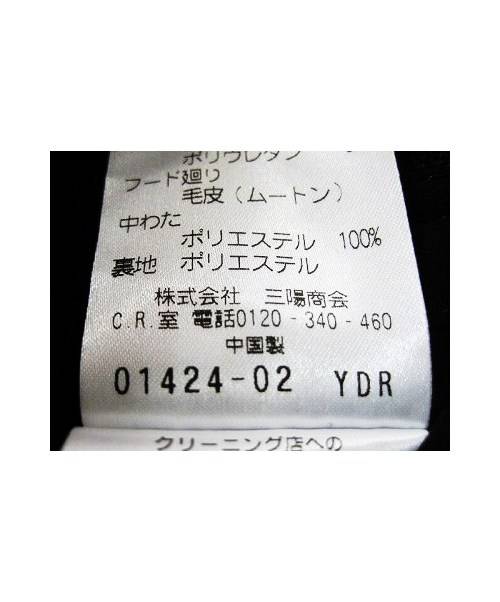 ポリウレタン
フード廻り
毛皮（ムートン）
中わた
ポリエステル 100%
裏地 ポリエステル
株式会社 三陽商会
C.R.室 電話0120-340-460
中国製
01424-02 YDR
クリーニング店への